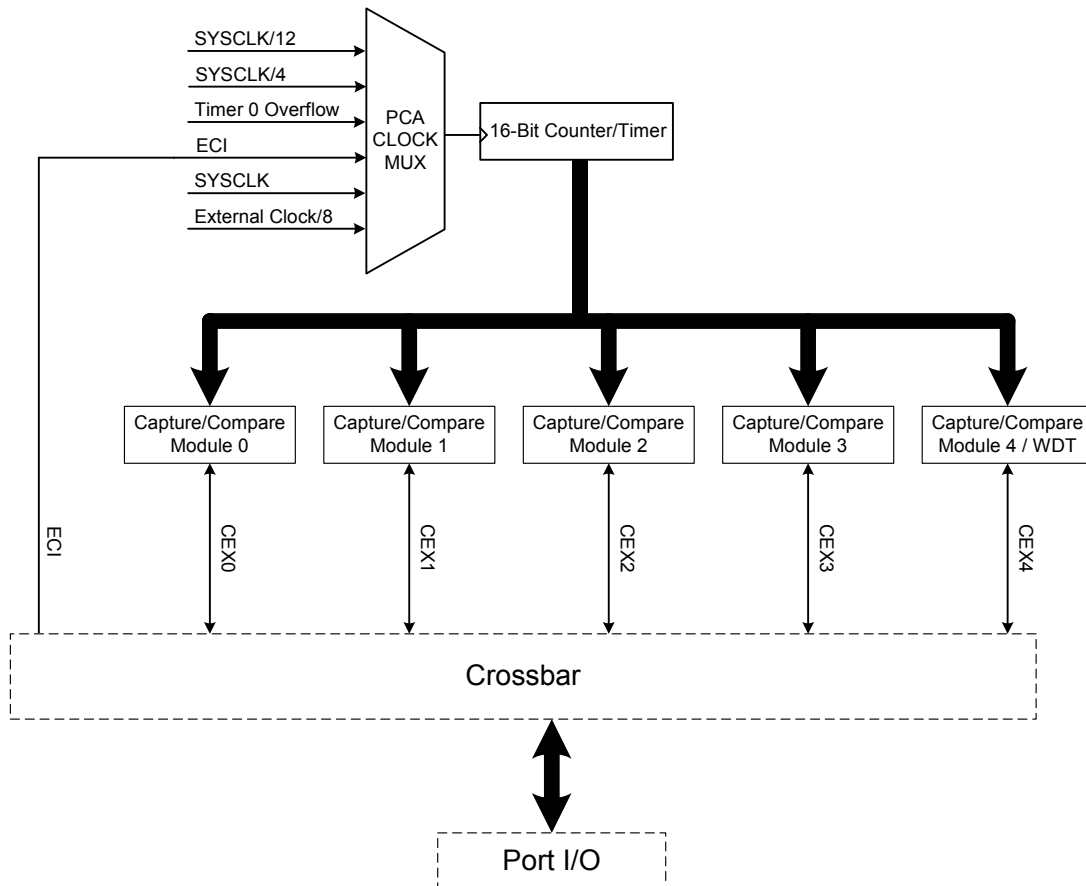 SYSCLK/12
SYSCLK/4
Timer 0 Overflow
ECI
SYSCLK
External Clock/8
PCA
CLOCK
MUX
16-Bit Counter/Timer
Capture/Compare
Module 0
Capture/Compare
Module 1
Capture/Compare
Module 2
Capture/Compare
Module 3
Capture/Compare
Module 4 / WDT
ECI
CEX0
CEX1
CEX2
CEX3
CEX4
Crossbar
Port I/O